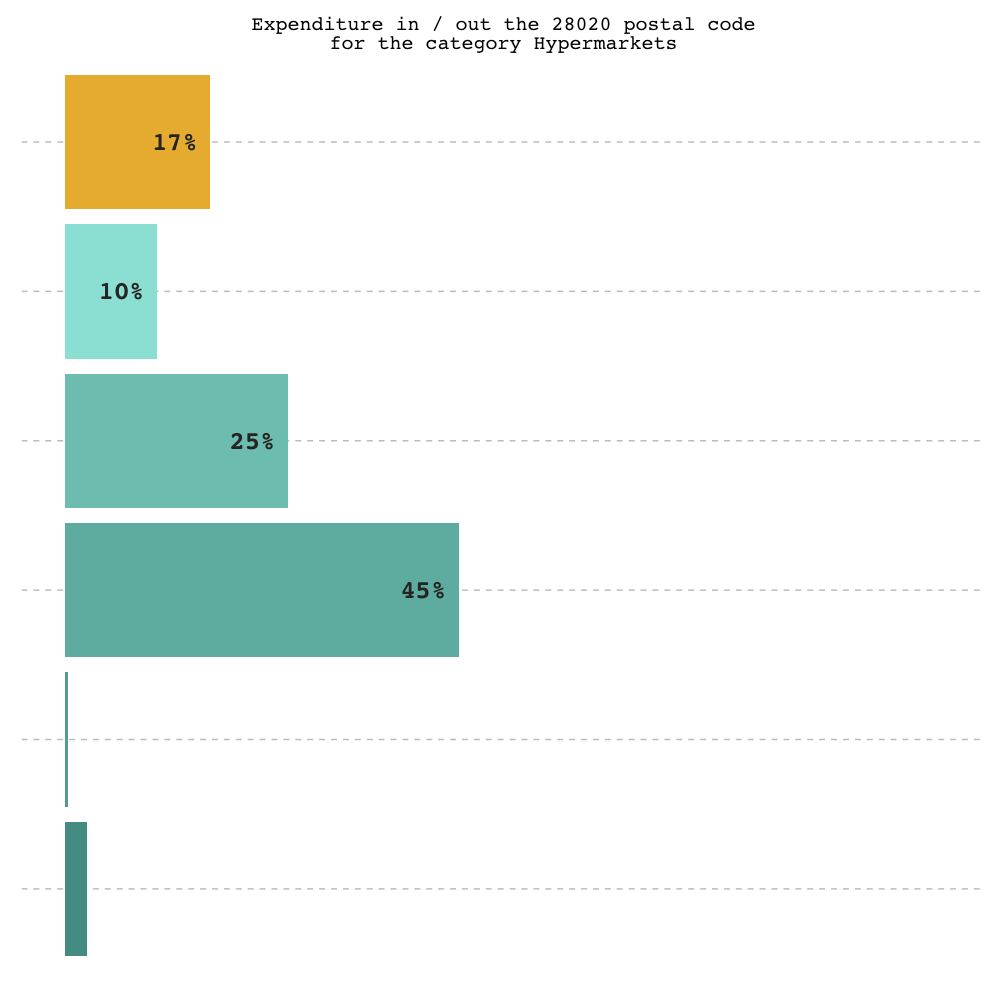 Expenditure in / out the 28020 postal code
for the category Hypermarkets
17%
10%
25%
45%